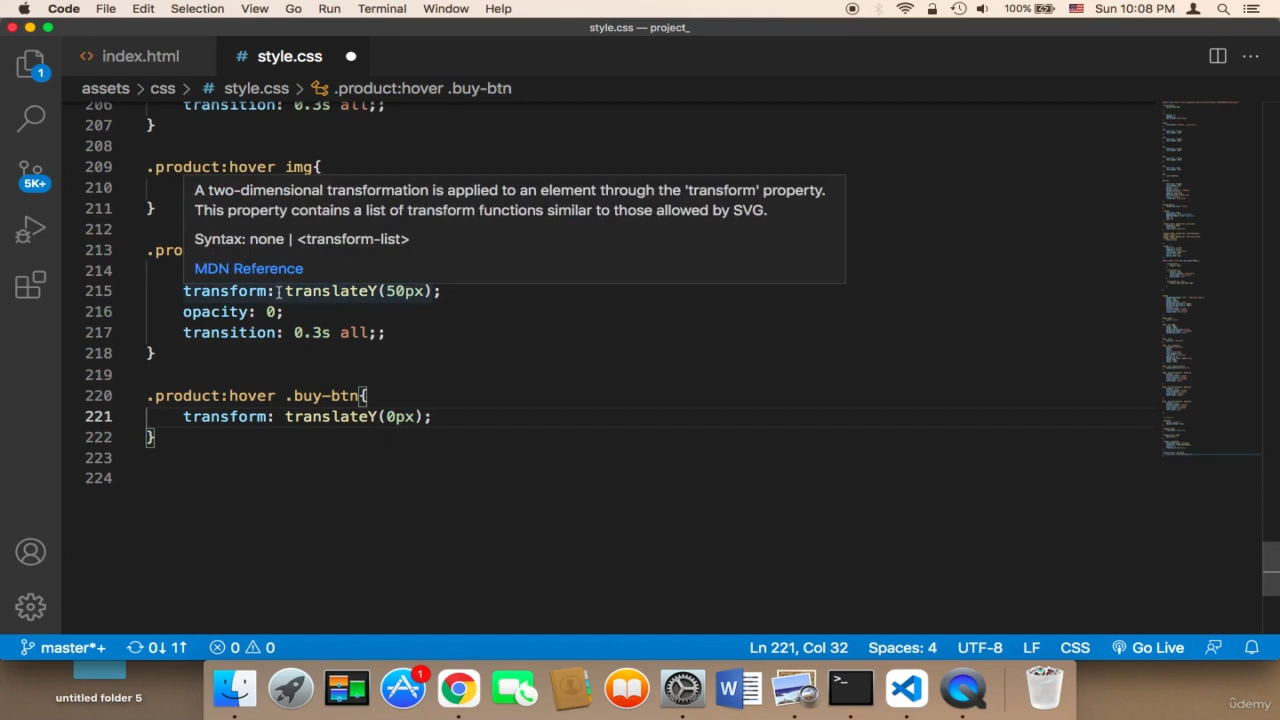 Code File Edit Selection View Go Run Terminal Window Help 100% Sun 10:08 PM
style.css — project_
<> index.html # style.css
1
assets > css > # style.css > .product:hover .buy-btn
206 transition: 0.3s all;;
207 }
208
209 .product:hover img{
210
A two-dimensional transformation is applied to an element through the 'transform' property.
This property contains a list of transform functions similar to those allowed by SVG.
Syntax: none | <transform-list>
MDN Reference
5K+
211 }
212
213 .pro
214
215 transform: translateY(50px);
216 opacity: 0;
217 transition: 0.3s all;;
218 }
219
220 .product:hover .buy-btn{
221 transform: translateY(0px);
222 }
223
224
master*+ 0↓ 1↑ 0 0 Ln 221, Col 32 Spaces: 4 UTF-8 LF CSS Go Live
1
untitled folder 5
ûdemy